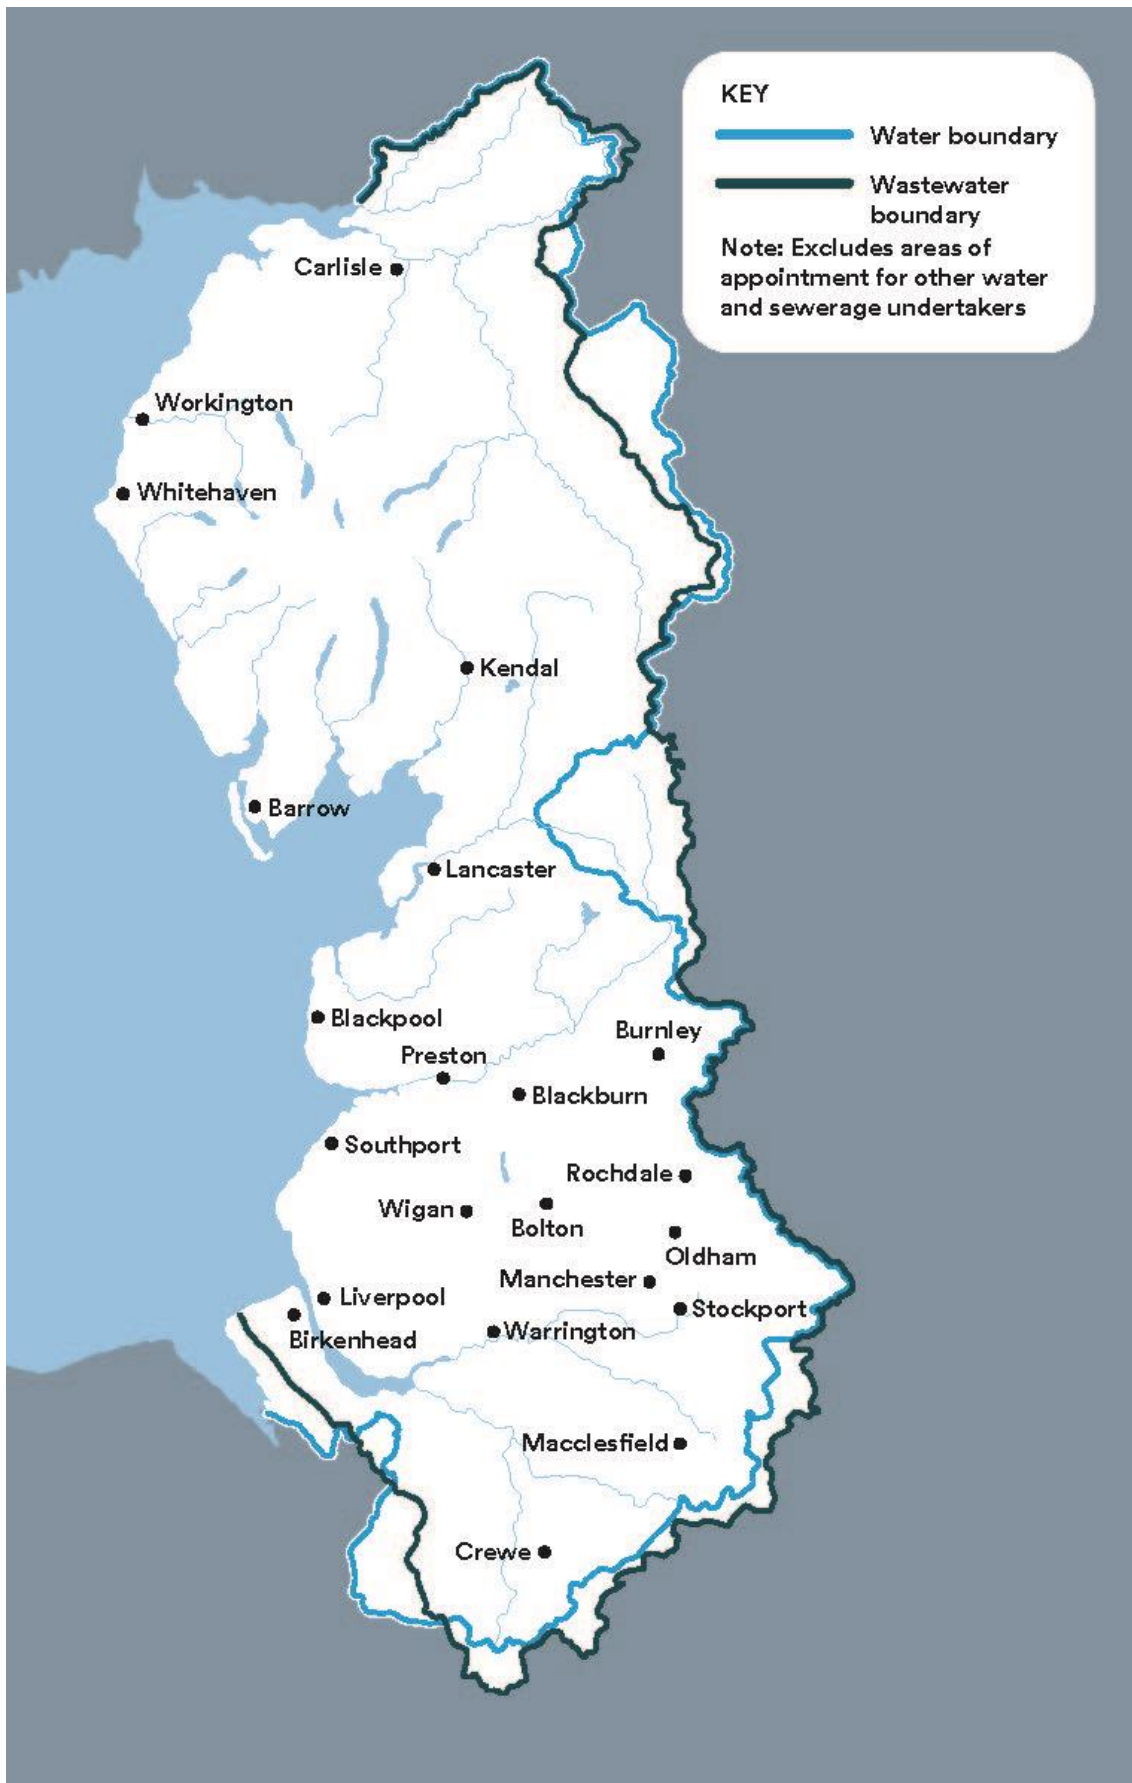 KEY
Water boundary
Wastewater
boundary
Note: Excludes areas of
appointment for other water
and sewerage undertakers
Carlisle
Workington
Whitehaven
Kendal
Barrow
Lancaster
Blackpool
Burnley
Preston
Blackburn
Southport
Rochdale
Wigan
Bolton
Oldham
Manchester
Liverpool
Stockport
Birkenhead
Warrington
Macclesfield
Crewe